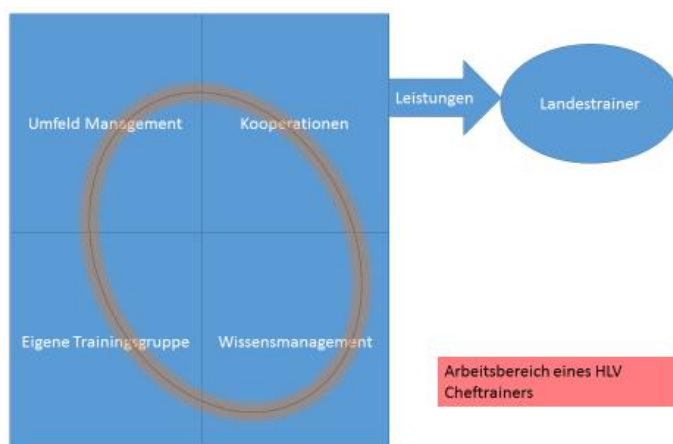 Umfeld Management
Kooperationen
Leistungen
Landestrainer
Eigene Trainingsgruppe
Wissensmanagement
Arbeitsbereich eines HLV
Cheftrainers